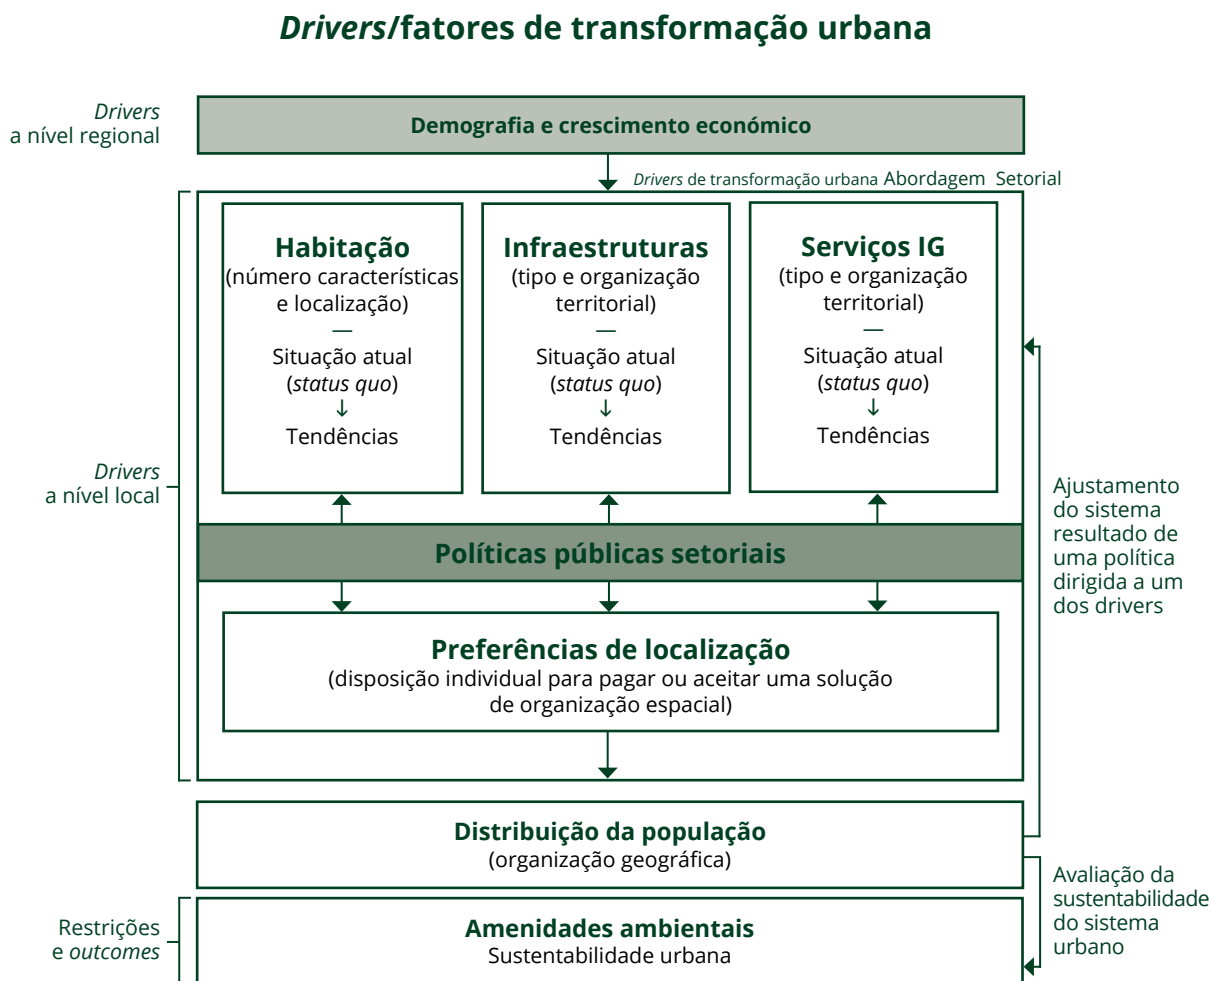 Drivers/fatores de transformação urbana
Drivers
a nível regional
Demografia e crescimento económico
Drivers de transformação urbana Abordagem Setorial
Habitação
(número características
e localização)
—
Situação atual
(status quo)
↓
Tendências
Infraestruturas
(tipo e organização
territorial)
—
Situação atual
(status quo)
↓
Tendências
Serviços IG
(tipo e organização
territorial)
—
Situação atual
(status quo)
↓
Tendências
Drivers
a nível local
Políticas públicas setoriais
Preferências de localização
(disposição individual para pagar ou aceitar uma solução
de organização espacial)
Ajustamento
do sistema
resultado de
uma política
dirigida a um
dos drivers
Distribuição da população
(organização geográfica)
Avaliação da
sustentabilidade
do sistema
urbano
Restrições
e outcomes
Amenidades ambientais
Sustentabilidade urbana